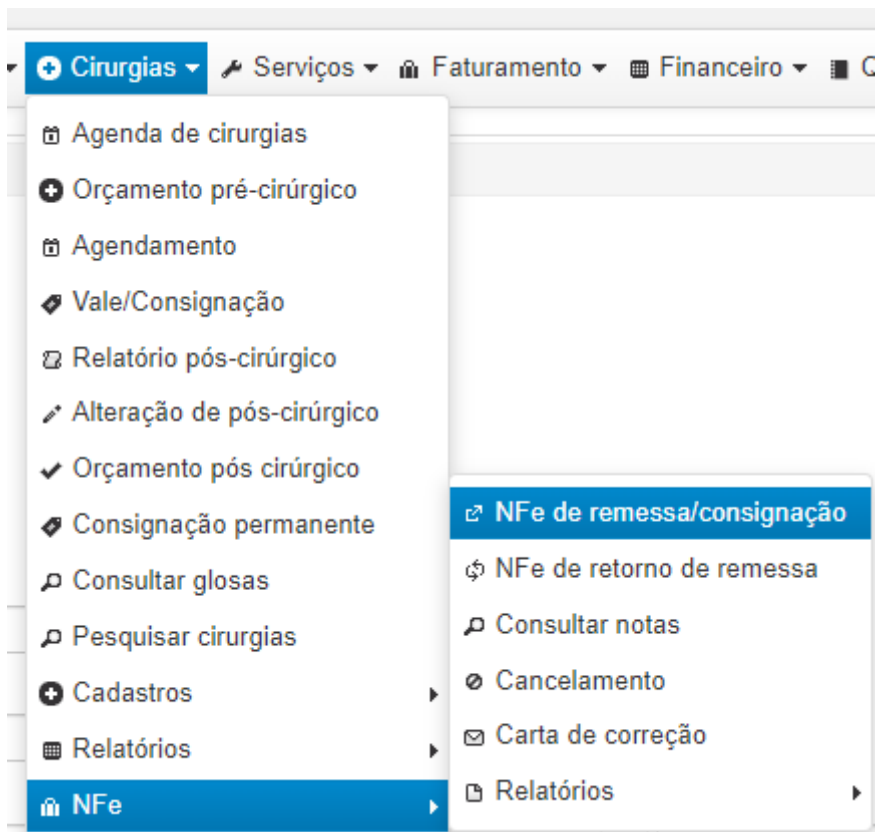 Cirurgias Serviços Faturamento Financeiro
Agenda de cirurgias
Orçamento pré-cirúrgico
Agendamento
Vale/Consignação
Relatório pós-cirúrgico
Alteração de pós-cirúrgico
Orçamento pós cirúrgico
Consignação permanente
Consultar glosas
Pesquisar cirurgias
Cadastros
Relatórios
NFe
NFe de remessa/consignação
NFe de retorno de remessa
Consultar notas
Cancelamento
Carta de correção
Relatórios